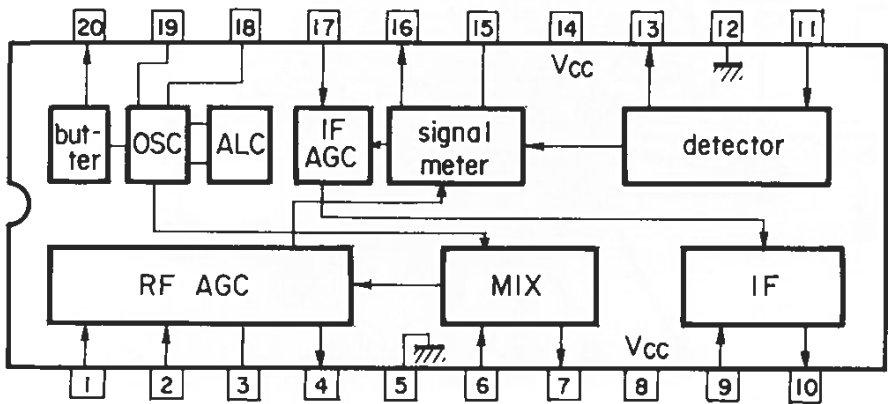 20 19 18 17 16 15 14 13 12 11
VCC
but-
ter
OSC
ALC
IF
AGC
signal
meter
detector
RF AGC
MIX
IF
VCC
1 2 3 4 5 6 7 8 9 10